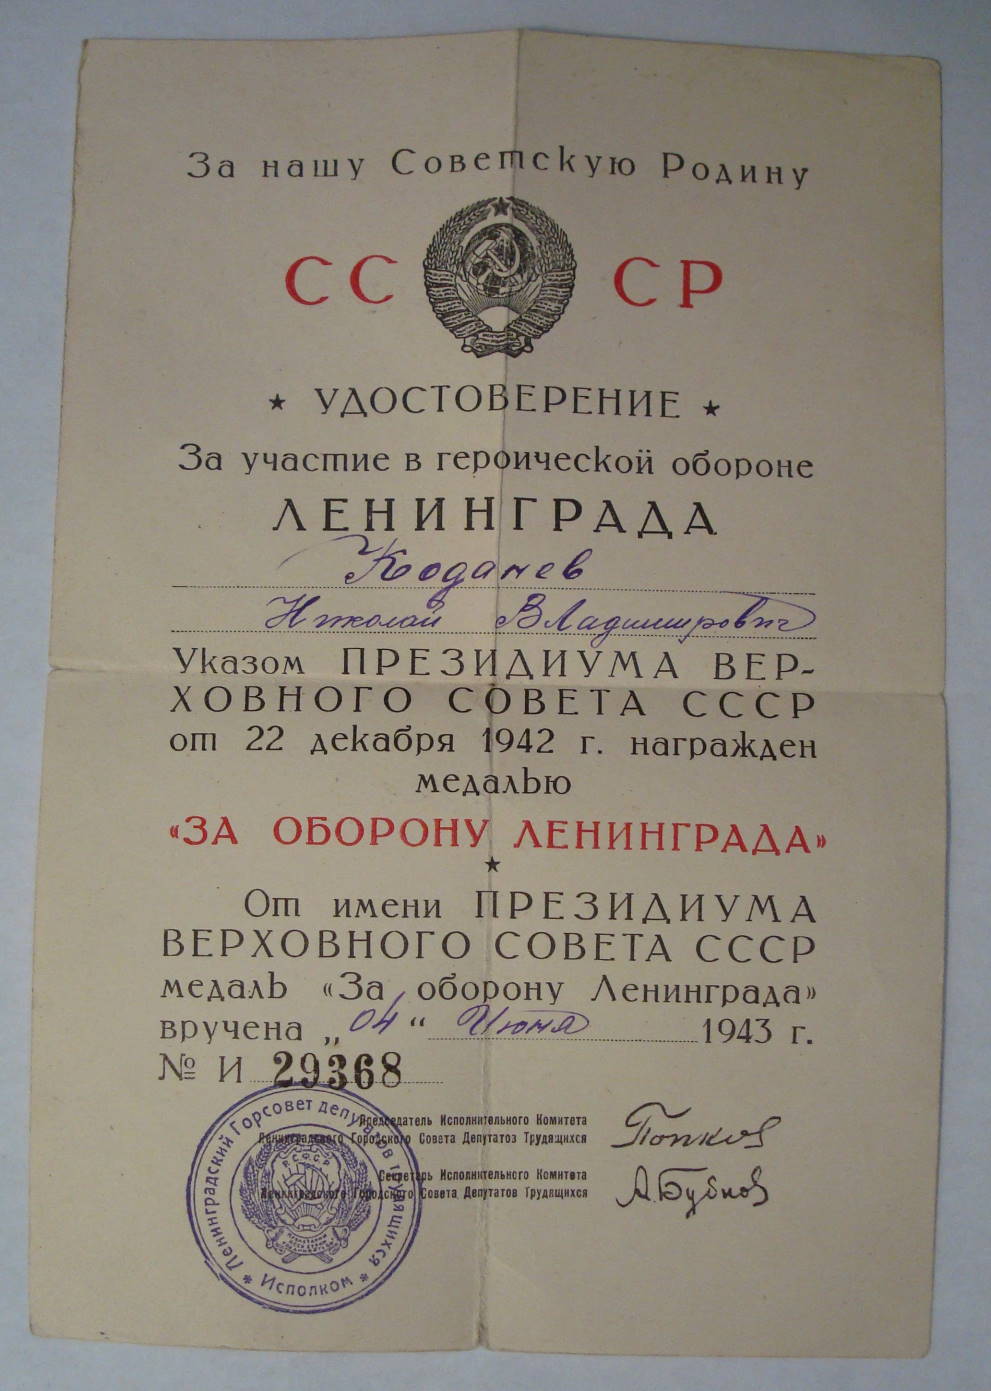 За нашу Советскую Родину
СССР
★ УДОСТОВЕРЕНИЕ ★
За участие в героической обороне
ЛЕНИНГРАДА
Коданев
Николай Владимирович
Указом ПРЕЗИДИУМА ВЕР-
ХОВНОГО СОВЕТА СССР
от 22 декабря 1942 г. награжден
медалью
«ЗА ОБОРОНУ ЛЕНИНГРАДА»
★
От имени ПРЕЗИДИУМА
ВЕРХОВНОГО СОВЕТА СССР
медаль «За оборону Ленинграда»
вручена „04“ Июня 1943 г.
№ И 29368
Председатель Исполнительного Комитета
Ленинградского Городского Совета Депутатов Трудящихся
Попков
Секретарь Исполнительного Комитета
Ленинградского Городского Совета Депутатов Трудящихся
А. Бубнов
Ленинградский Горсовет депутатов трудящихся
* Исполком *
РСФСР